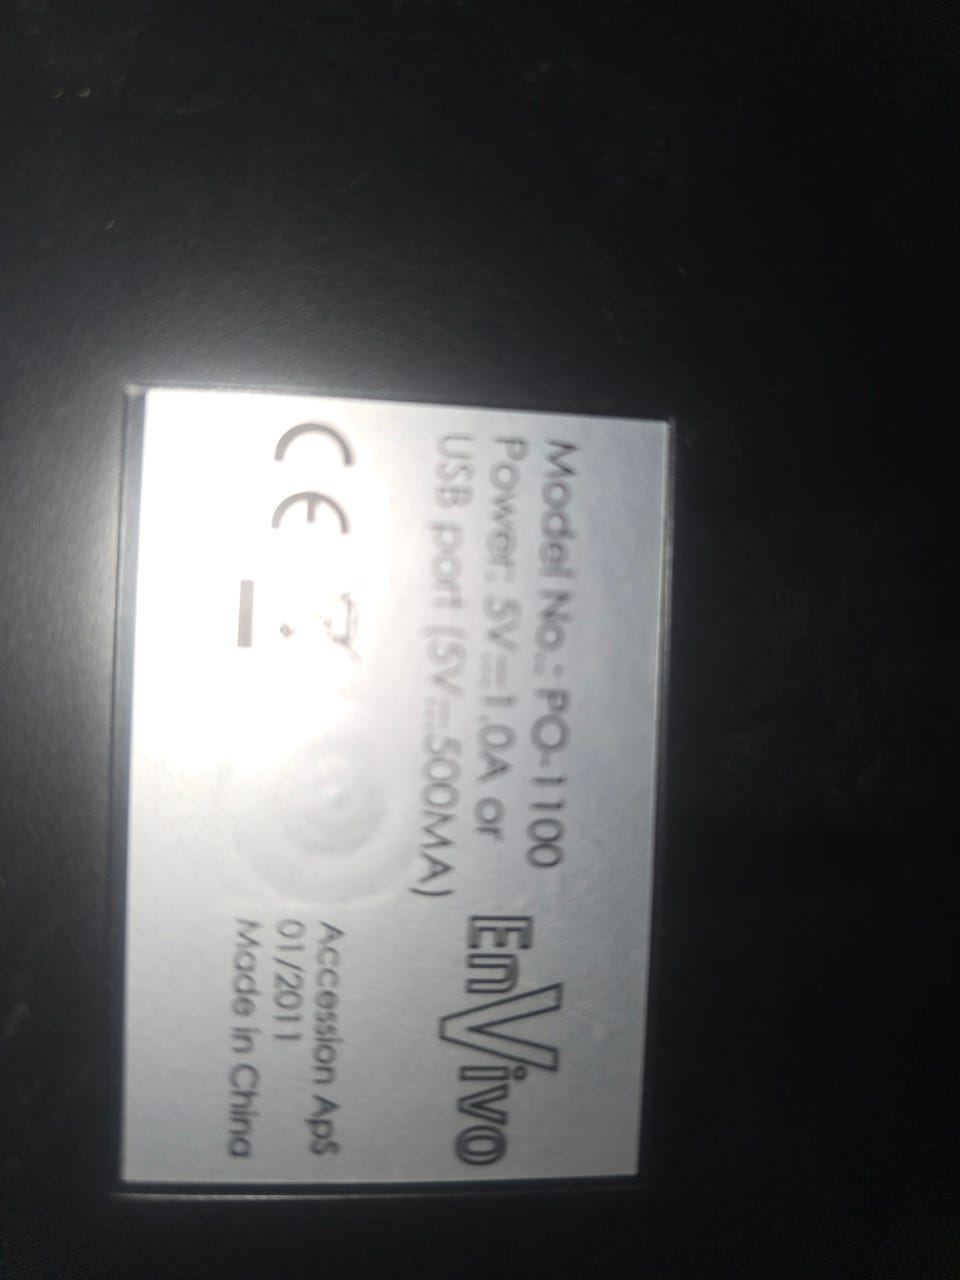 Model No.: PO-1100
Power: 5V⎓1.0A or
USB port (5V⎓500MA)
EnVivo
CE
Accession ApS
01/2011
Made in China